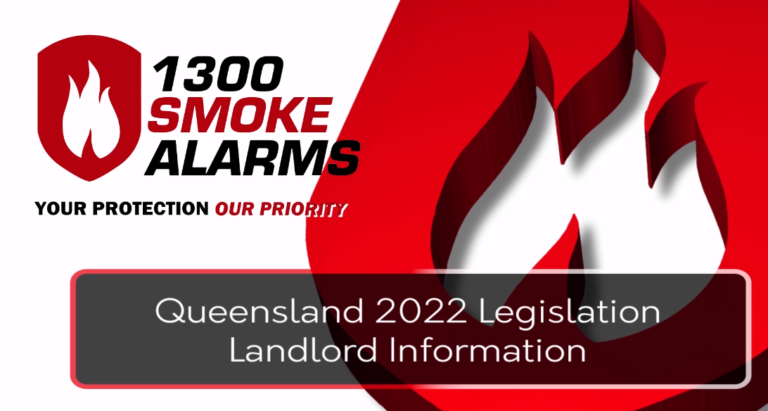 1300
SMOKE
ALARMS
YOUR PROTECTION OUR PRIORITY
Queensland 2022 Legislation
Landlord Information